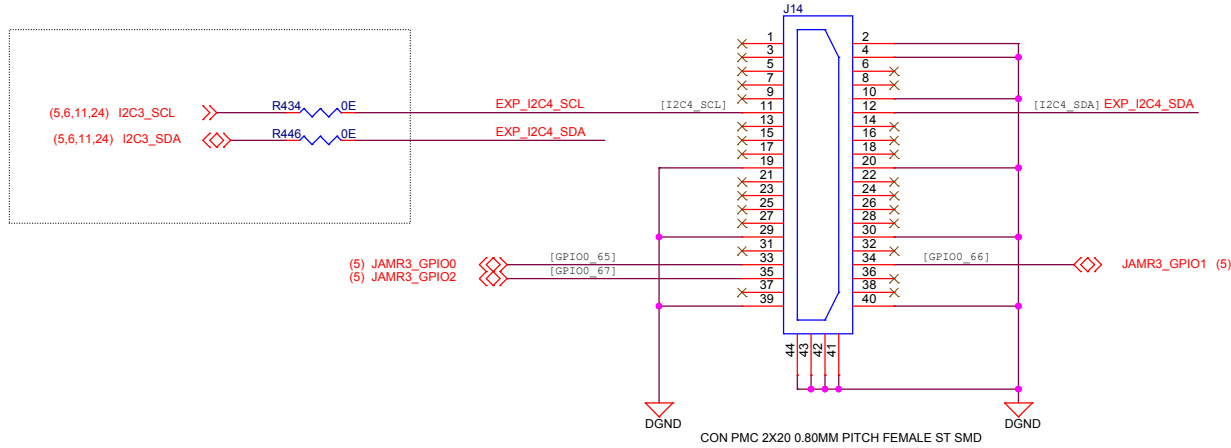 J14
1 2
3 4
5 6
7 8
9 10
(5,6,11,24) I2C3_SCL R434 0E EXP_I2C4_SCL [I2C4_SCL] 11 12 [I2C4_SDA] EXP_I2C4_SDA
13 14
(5,6,11,24) I2C3_SDA R446 0E EXP_I2C4_SDA
15 16
17 18
19 20
21 22
23 24
25 26
27 28
29 30
31 32
(5) JAMR3_GPIO0 [GPIO0_65] 33 34 [GPIO0_66] JAMR3_GPIO1 (5)
(5) JAMR3_GPIO2 [GPIO0_67] 35 36
37 38
39 40
44 43 42 41
DGND DGND
CON PMC 2X20 0.80MM PITCH FEMALE ST SMD